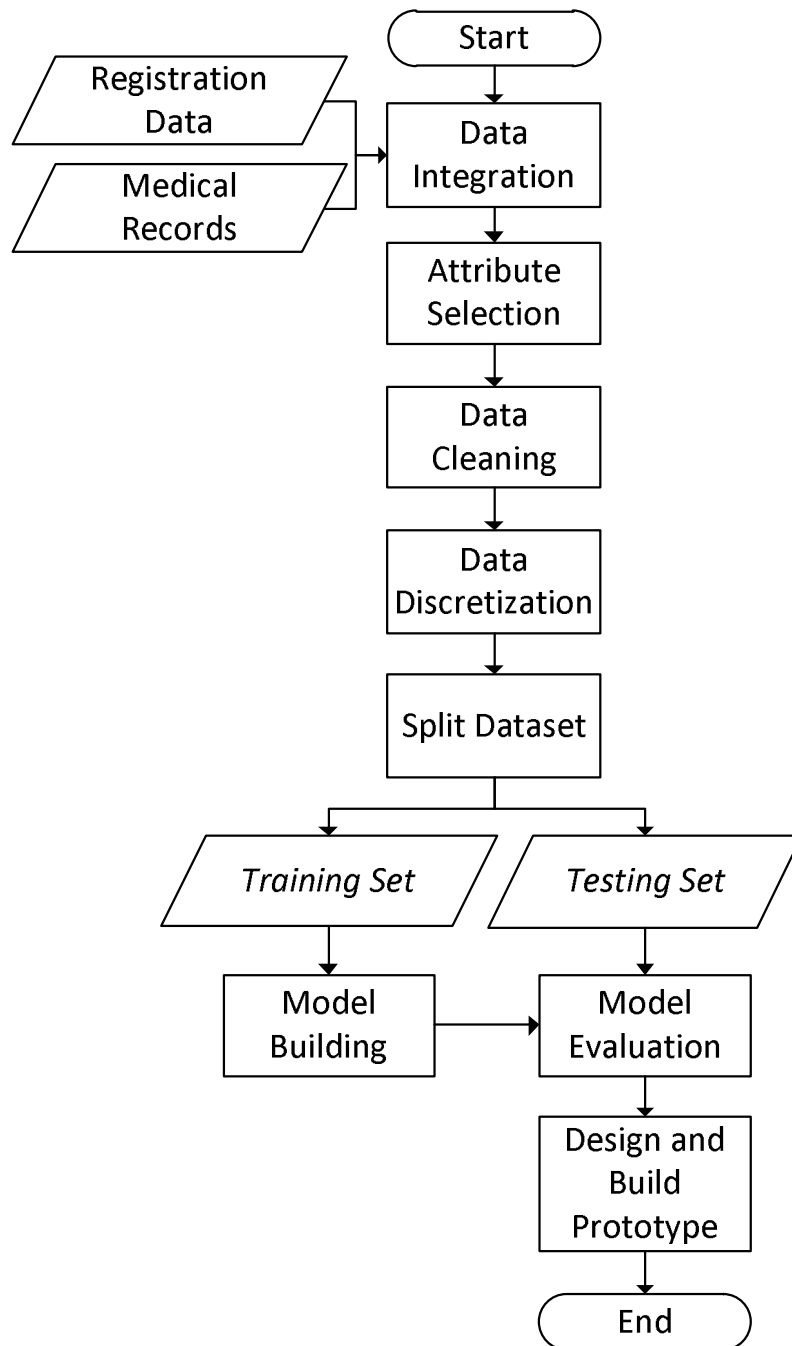 Start
Registration
Data
Medical
Records
Data
Integration
Attribute
Selection
Data
Cleaning
Data
Discretization
Split Dataset
Training Set
Testing Set
Model
Building
Model
Evaluation
Design and
Build
Prototype
End